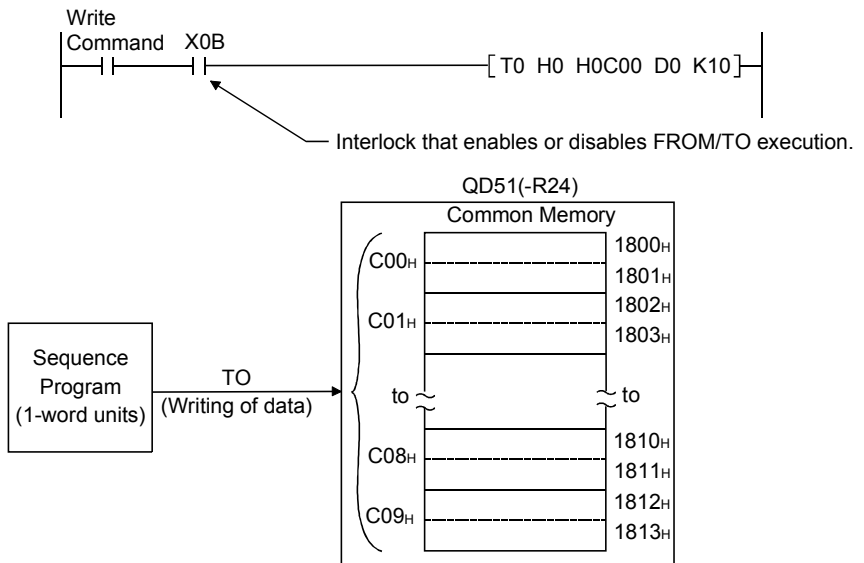 Write
Command X0B
[ T0 H0 H0C00 D0 K10 ]
Interlock that enables or disables FROM/TO execution.
QD51(-R24)
Common Memory
C00H 1800H
1801H
C01H 1802H
1803H
Sequence
Program
(1-word units)
TO
(Writing of data)
to to
C08H 1810H
1811H
C09H 1812H
1813H